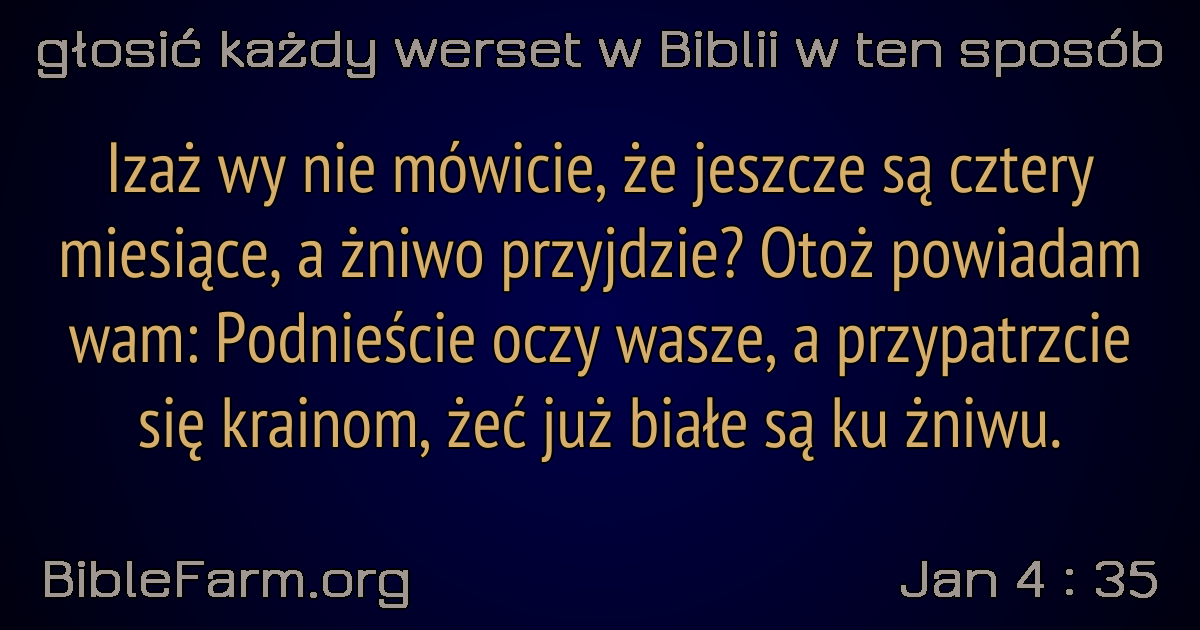 głosić każdy werset w Biblii w ten sposób
Izaż wy nie mówicie, że jeszcze są cztery
miesiące, a żniwo przyjdzie? Otoż powiadam
wam: Podnieście oczy wasze, a przypatrzcie
się krainom, żeć już białe są ku żniwu.
BibleFarm.org
Jan 4 : 35